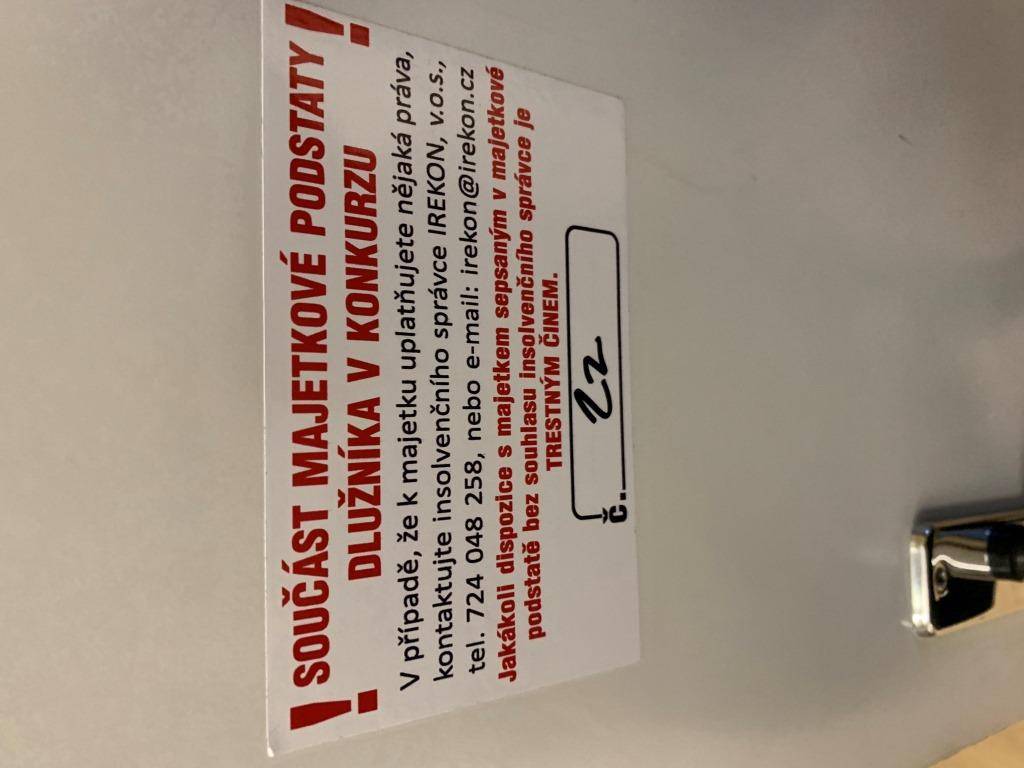 ! SOUČÁST MAJETKOVÉ PODSTATY !
DLUŽNÍKA V KONKURZU
V případě, že k majetku uplatňujete nějaká práva,
kontaktujte insolvenčního správce IREKON, v.o.s.,
tel. 724 048 258, nebo e-mail: irekon@irekon.cz
Jakákoli dispozice s majetkem sepsaným v majetkové
podstatě bez souhlasu insolvenčního správce je
TRESTNÝM ČINEM.
č. 22